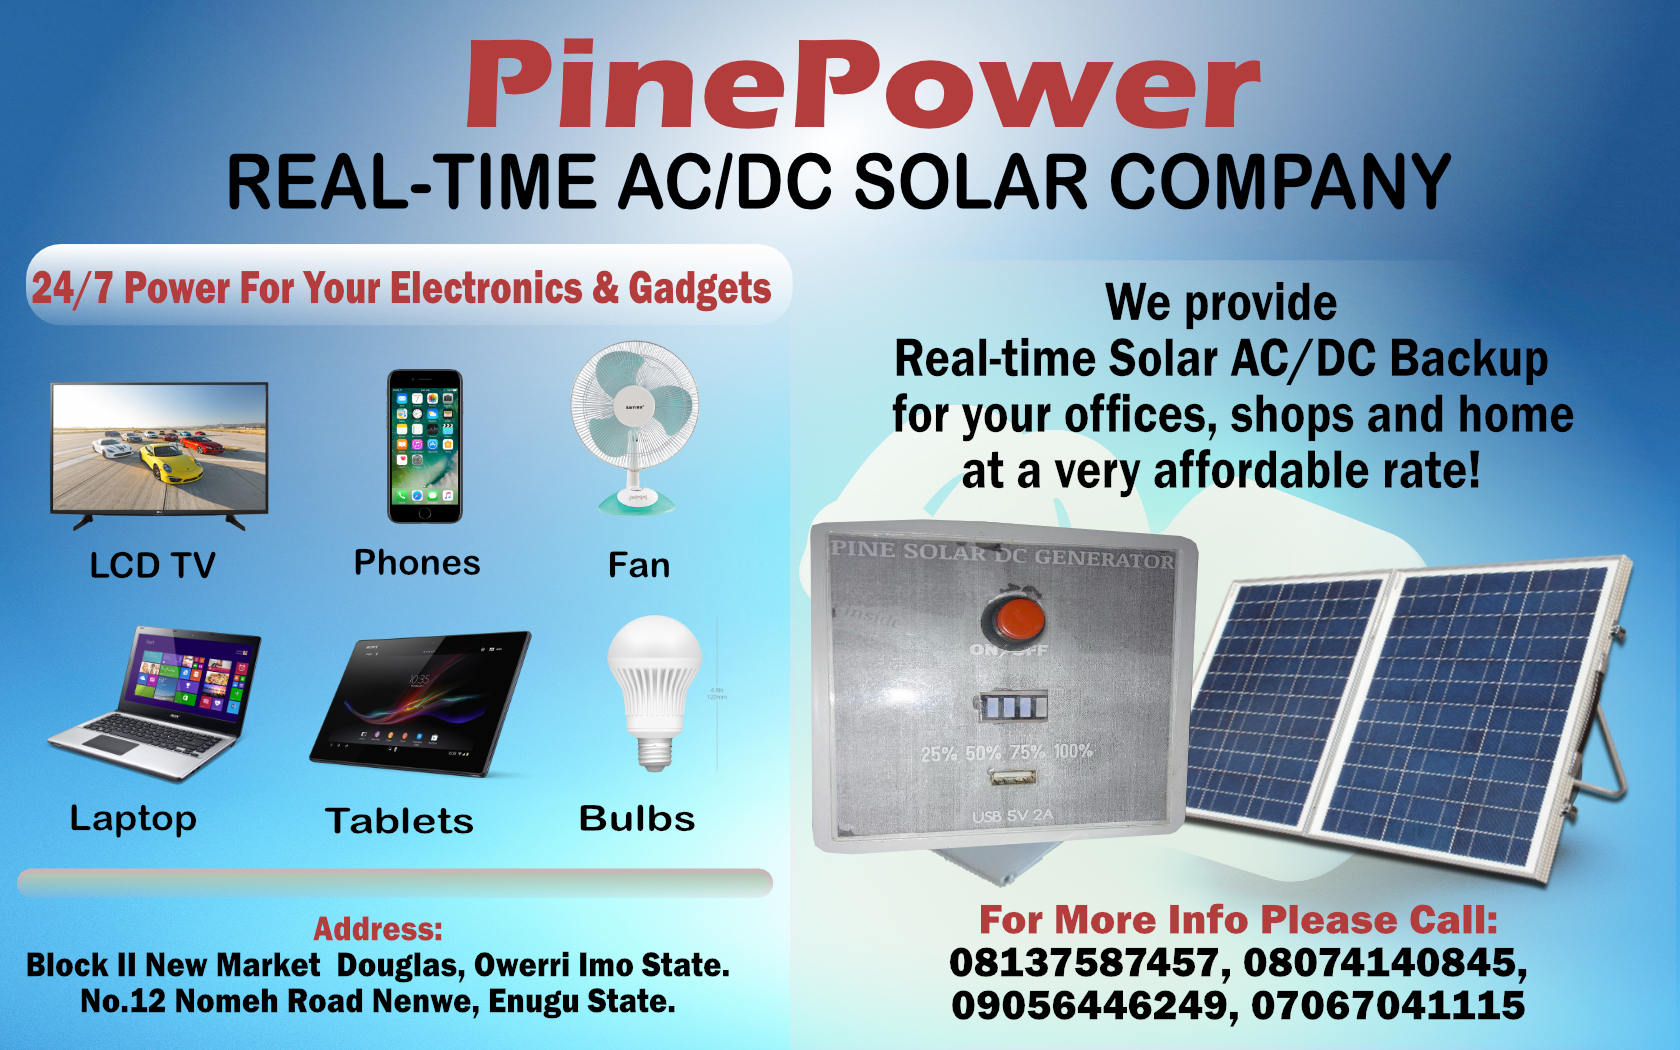 PinePower
REAL-TIME AC/DC SOLAR COMPANY
24/7 Power For Your Electronics & Gadgets
LCD TV
Phones
Fan
Laptop
Tablets
10:35
Bulbs
122mm
Address:
Block II New Market Douglas, Owerri Imo State.
No.12 Nomeh Road Nenwe, Enugu State.
We provide
Real-time Solar AC/DC Backup
for your offices, shops and home
at a very affordable rate!
PINE SOLAR DC GENERATOR
inside
ON/OFF
25% 50% 75% 100%
USB 5V 2A
For More Info Please Call:
08137587457, 08074140845,
09056446249, 07067041115